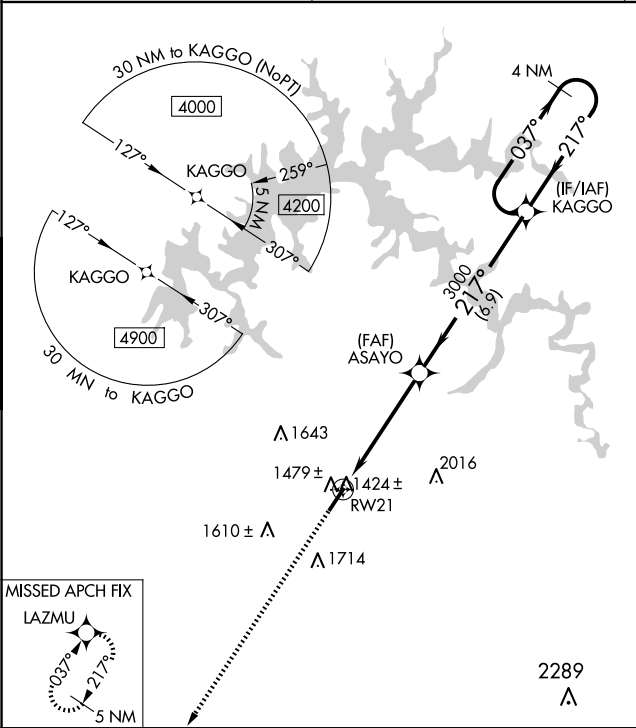 30 NM to KAGGO (NoPT)
4000
127°
KAGGO
259°
5 NM
4200
307°
127°
KAGGO
307°
4900
30 MN to KAGGO
4 NM
037°
217°
(IF/IAF)
KAGGO
3000
217°
(6.9)
(FAF)
ASAYO
1643
1479 ±
1424 ±
2016
RW21
1610 ±
1714
MISSED APCH FIX
LAZMU
037°
217°
5 NM
2289